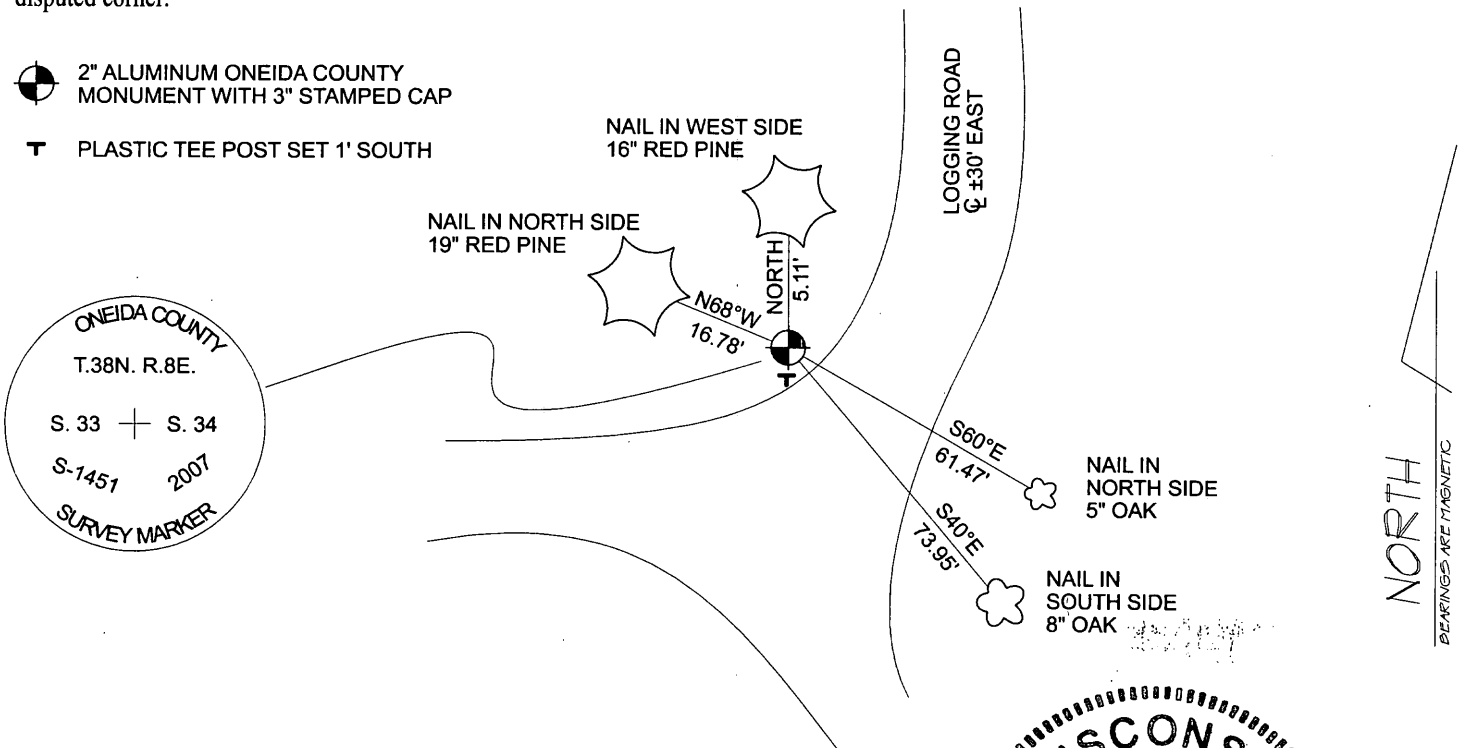 disputed corner.
2" ALUMINUM ONEIDA COUNTY
MONUMENT WITH 3" STAMPED CAP
T PLASTIC TEE POST SET 1' SOUTH
NAIL IN WEST SIDE
16" RED PINE
NAIL IN NORTH SIDE
19" RED PINE
LOGGING ROAD
℄ ±30' EAST
NORTH
5.11'
N68°W
16.78'
T
ONEIDA COUNTY
T.38N. R.8E.
S. 33 S. 34
S-1451 2007
SURVEY MARKER
S60°E
61.47'
NAIL IN
NORTH SIDE
5" OAK
S40°E
73.95'
NAIL IN
SOUTH SIDE
8" OAK
NORTH
BEARINGS ARE MAGNETIC